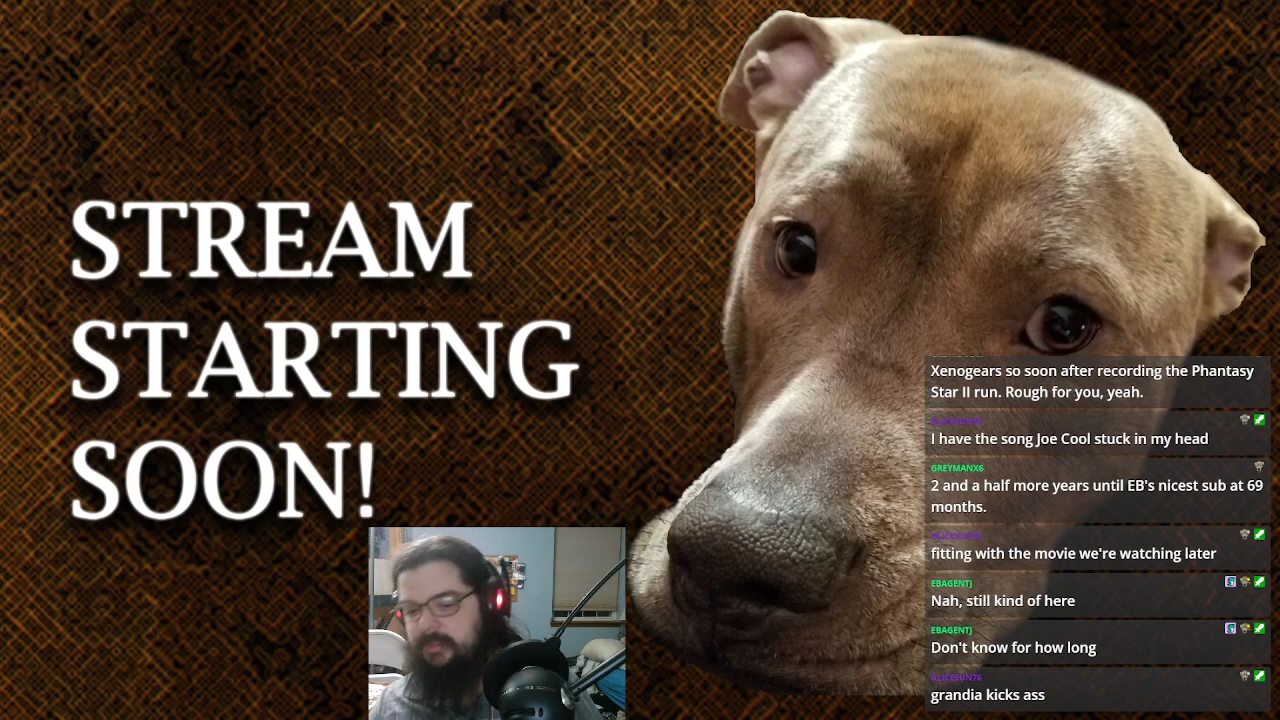 STREAM
STARTING
SOON!
Xenogears so soon after recording the Phantasy
Star II run. Rough for you, yeah.
I have the song Joe Cool stuck in my head
GREYMANX6
2 and a half more years until EB's nicest sub at 69
months.
fitting with the movie we're watching later
EBAGENTJ
Nah, still kind of here
EBAGENTJ
Don't know for how long
ALICESUN76
grandia kicks ass